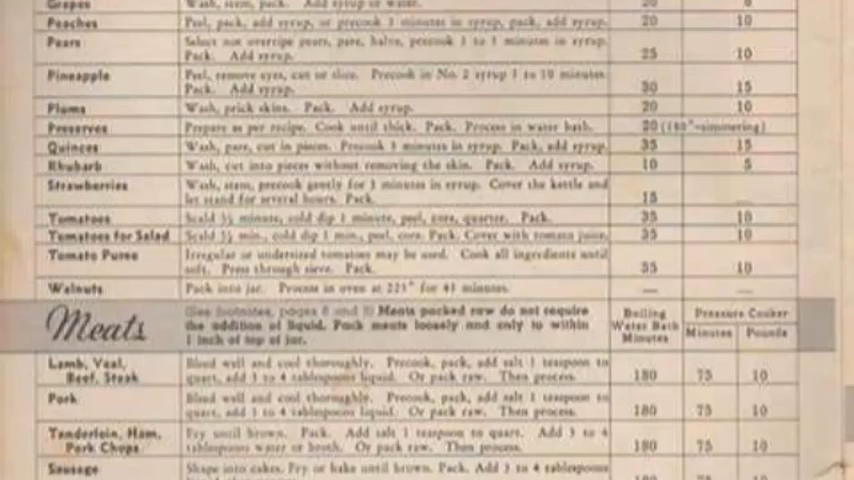 Grapes Wash, stem, pack. Add syrup or water. 20 8
Peaches Peel, pack, add syrup, or precook 3 minutes in syrup, pack, add syrup. 20 10
Pears Select not overripe pears, pare, halve, precook 3 to 5 minutes in syrup.
Pack. Add syrup. 25 10
Pineapple Peel, remove eyes, cut or slice. Precook in No. 2 syrup 5 to 10 minutes.
Pack. Add syrup. 30 15
Plums Wash, prick skins. Pack. Add syrup. 20 10
Preserves Prepare as per recipe. Cook until thick. Pack. Process in water bath. 20 (180°-simmering)
Quinces Wash, pare, cut in pieces. Precook 3 minutes in syrup. Pack, add syrup. 35 15
Rhubarb Wash, cut into pieces without removing the skin. Pack. Add syrup. 10 5
Strawberries Wash, stem, precook gently for 3 minutes in syrup. Cover the kettle and
let stand for several hours. Pack. 15 —
Tomatoes Scald ½ minute, cold dip 1 minute, peel, core, quarter. Pack. 35 10
Tomatoes for Salad Scald ½ min., cold dip 1 min., peel, core. Pack. Cover with tomato juice. 35 10
Tomato Puree Irregular or undersized tomatoes may be used. Cook all ingredients until
soft. Press through sieve. Pack. 35 10
Walnuts Pack into jar. Process in oven at 225° for 45 minutes. — —
Meats
(See footnotes, pages 8 and 9) Meats packed raw do not require
the addition of liquid. Pack meats loosely and only to within
1 inch of top of jar.
Boiling
Water Bath
Minutes
Pressure Cooker
Minutes Pounds
Lamb, Veal, Bleed well and cool thoroughly. Precook, pack, add salt 1 teaspoon to
Beef, Steak quart, add 3 to 4 tablespoons liquid. Or pack raw. Then process. 180 75 10
Pork Bleed well and cool thoroughly. Precook, pack, add salt 1 teaspoon to
quart, add 3 to 4 tablespoons liquid. Or pack raw. Then process. 180 75 10
Tenderloin, Ham, Fry until brown. Pack. Add salt 1 teaspoon to quart. Add 3 to 4
Pork Chops tablespoons water or broth. Or pack raw. Then process. 180 75 10
Sausage Shape into cakes. Fry or bake until brown. Pack. Add 3 to 4 tablespoons
180 75 10